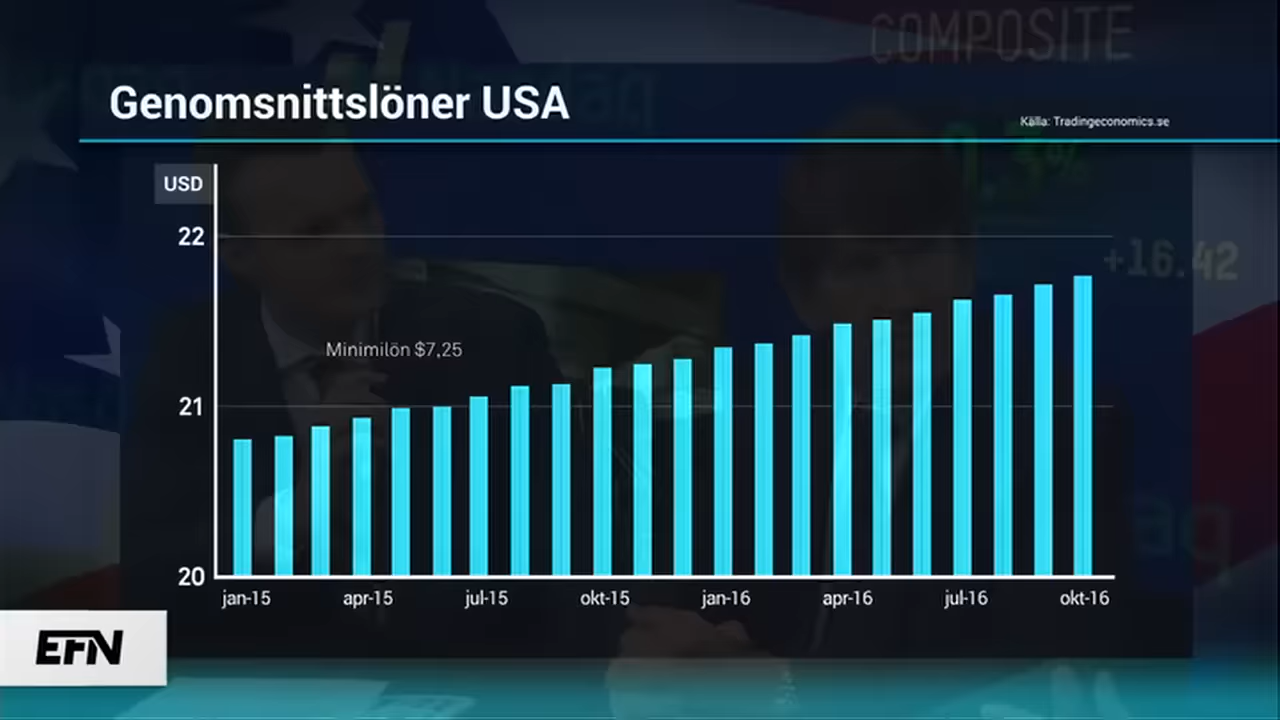 COMPOSITE
Genomsnittslöner USA
Källa: Tradingeconomics.se
USD
22
+16.42
Minimilön $7,25
21
20
jan-15 apr-15 jul-15 okt-15 jan-16 apr-16 jul-16 okt-16
EFN